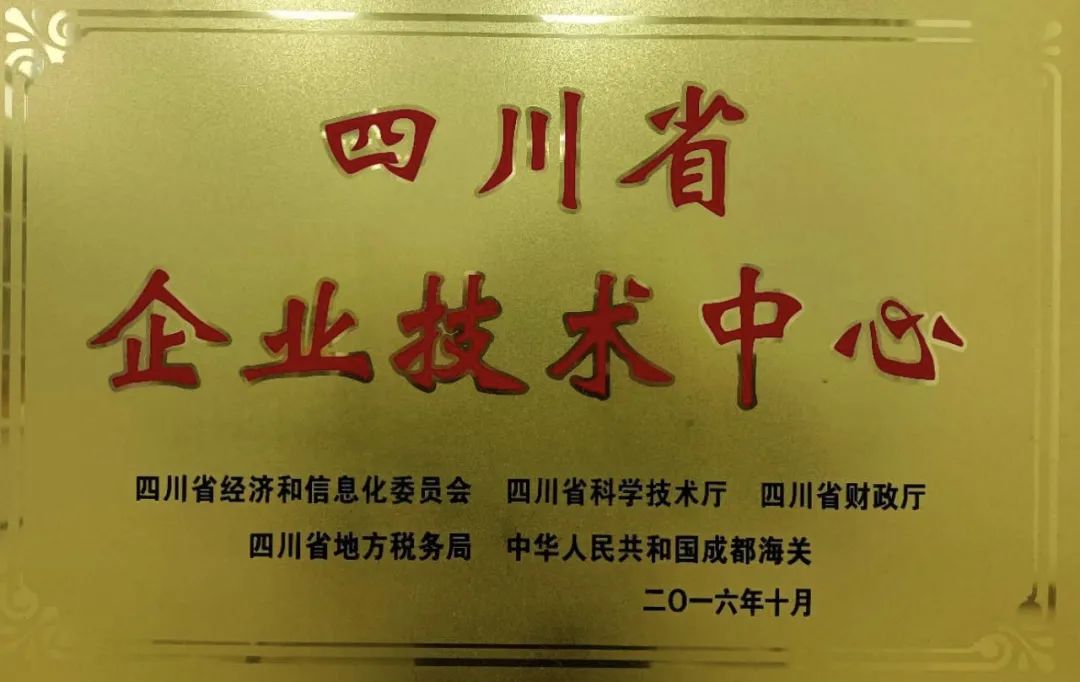 四川省
企业技术中心
四川省经济和信息化委员会 四川省科学技术厅 四川省财政厅
四川省地方税务局 中华人民共和国成都海关
二〇一六年十月